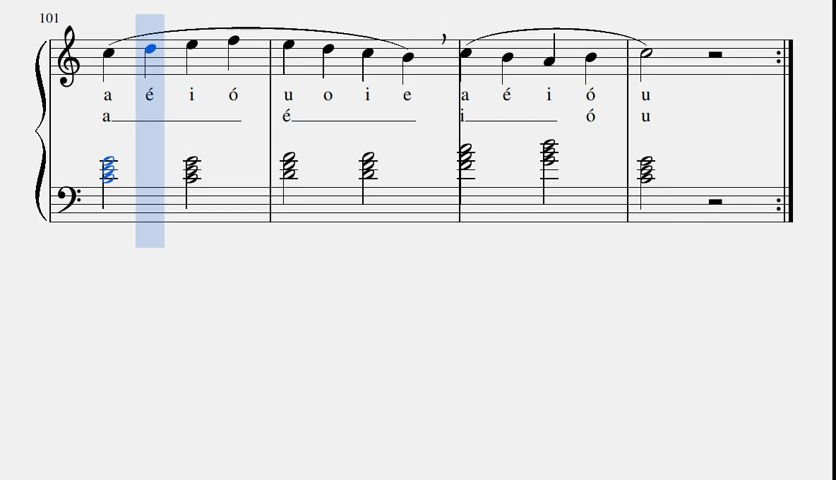 101
a é i ó u o i e a é i ó u
a é i ó u